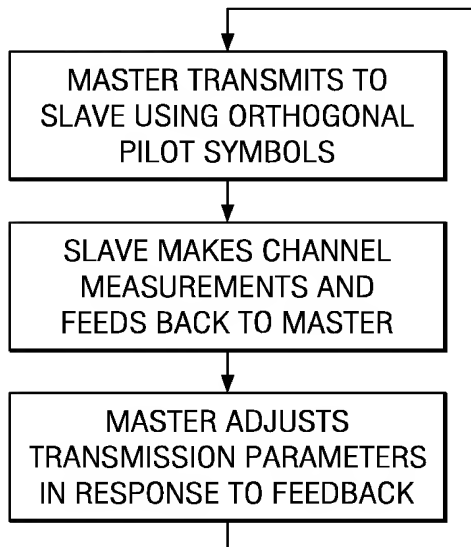 MASTER TRANSMITS TO
SLAVE USING ORTHOGONAL
PILOT SYMBOLS
SLAVE MAKES CHANNEL
MEASUREMENTS AND
FEEDS BACK TO MASTER
MASTER ADJUSTS
TRANSMISSION PARAMETERS
IN RESPONSE TO FEEDBACK